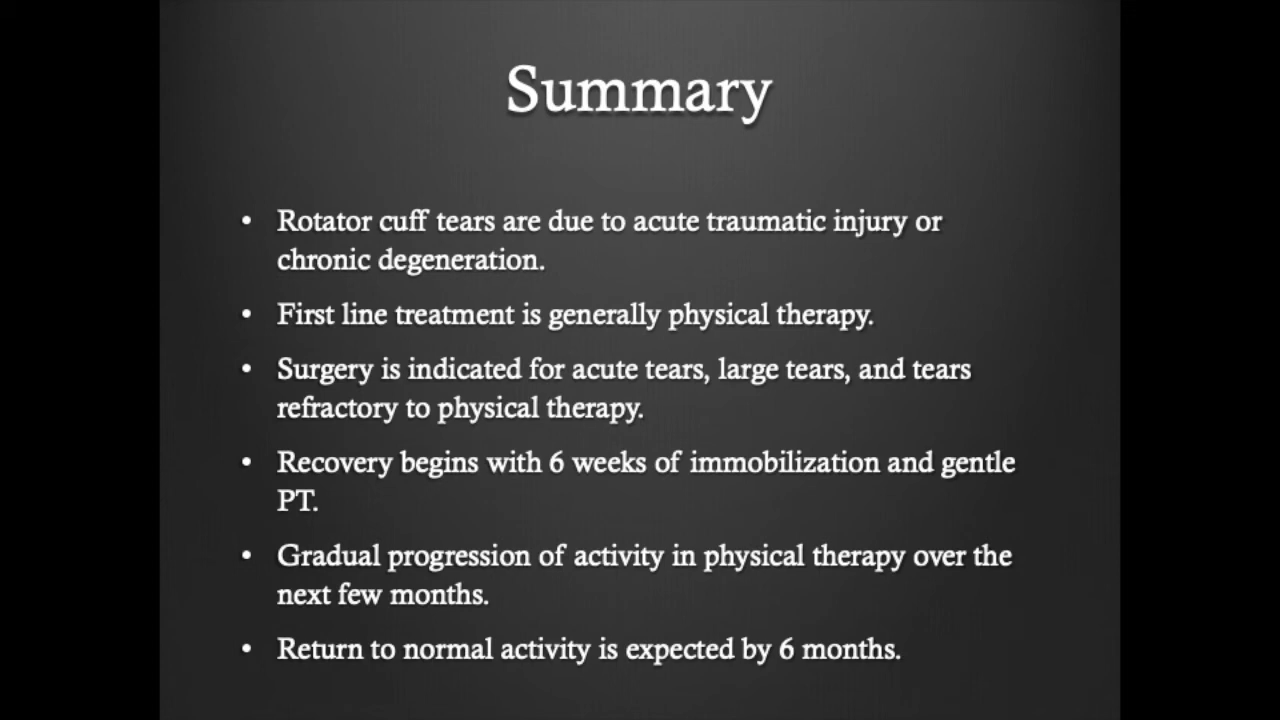 Summary
• Rotator cuff tears are due to acute traumatic injury or
chronic degeneration.
• First line treatment is generally physical therapy.
• Surgery is indicated for acute tears, large tears, and tears
refractory to physical therapy.
• Recovery begins with 6 weeks of immobilization and gentle
PT.
• Gradual progression of activity in physical therapy over the
next few months.
• Return to normal activity is expected by 6 months.